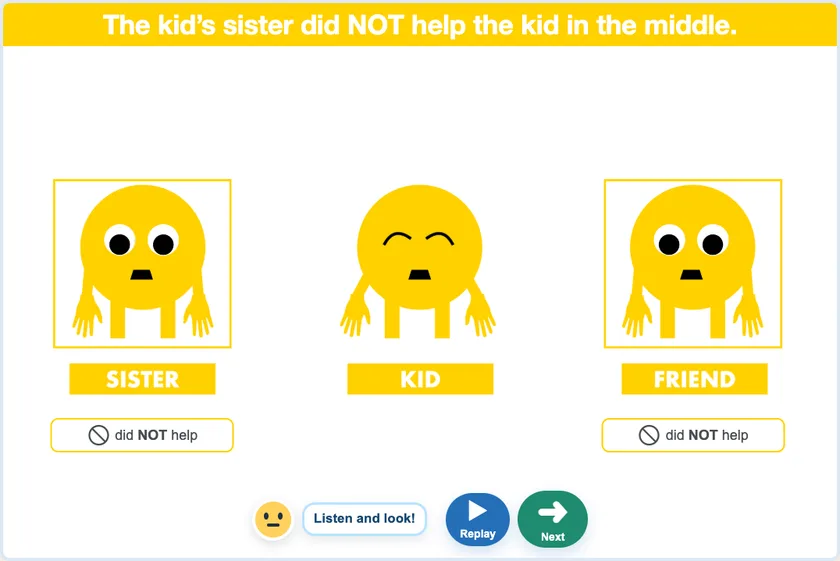 The kid’s sister did NOT help the kid in the middle.
SISTER
KID
FRIEND
did NOT help
did NOT help
Listen and look!
Replay
Next